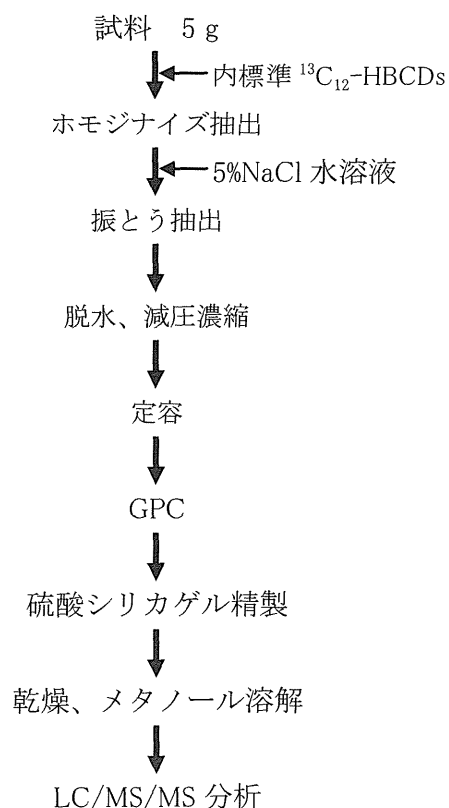 試料　5 g
内標準 ¹³C₁₂-HBCDs
ホモジナイズ抽出
5%NaCl 水溶液
振とう抽出
脱水、減圧濃縮
定容
GPC
硫酸シリカゲル精製
乾燥、メタノール溶解
LC/MS/MS 分析